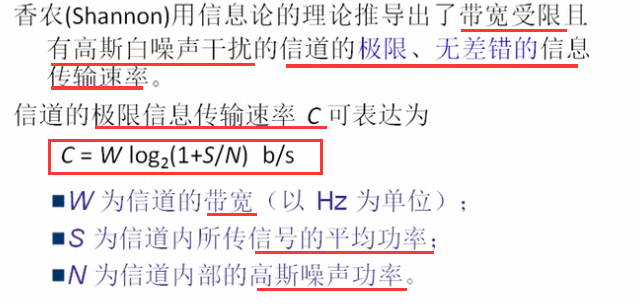 香农(Shannon)用信息论的理论推导出了带宽受限且
有高斯白噪声干扰的信道的极限、无差错的信息
传输速率。
信道的极限信息传输速率 C 可表达为
C = W log₂(1+S/N) b/s
■W 为信道的带宽（以 Hz 为单位）；
■S 为信道内所传信号的平均功率；
■N 为信道内部的高斯噪声功率。